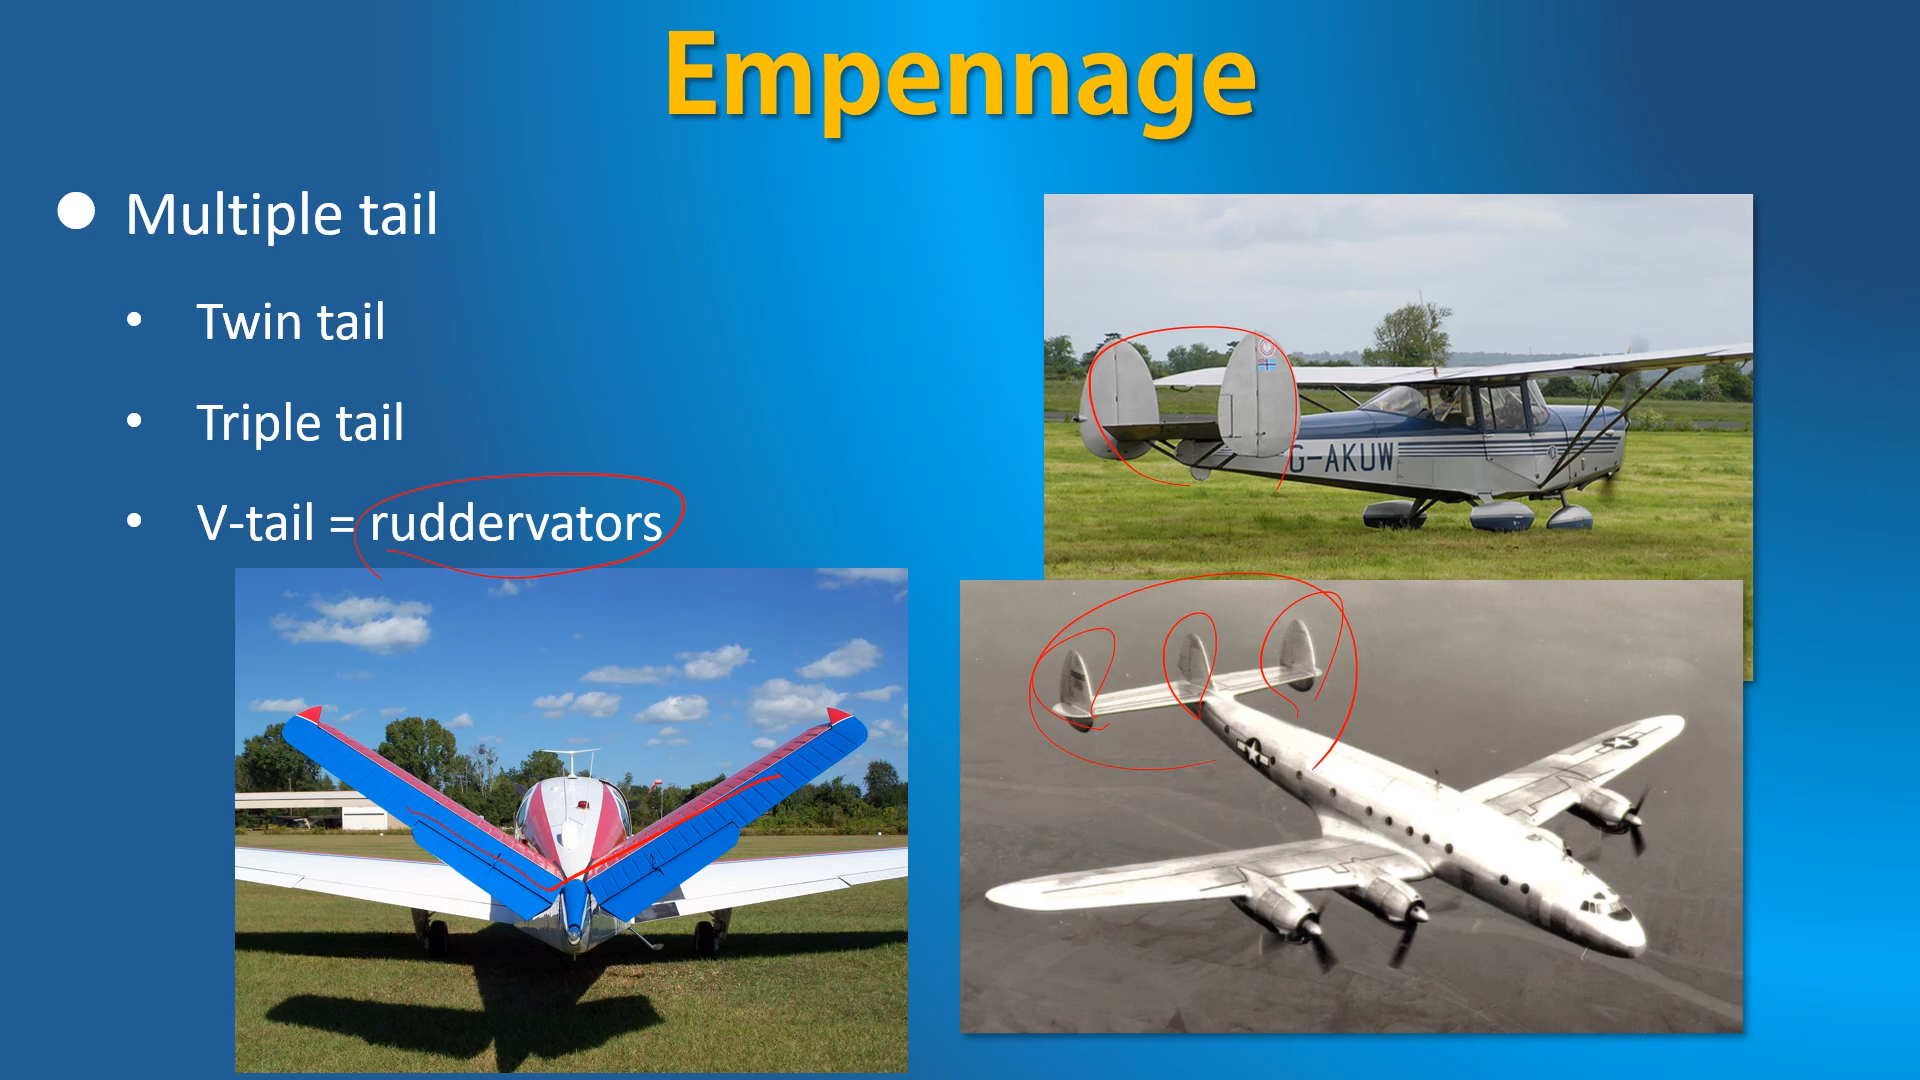 Empennage
Multiple tail
Twin tail
Triple tail
V-tail = ruddervators
G-AKUW